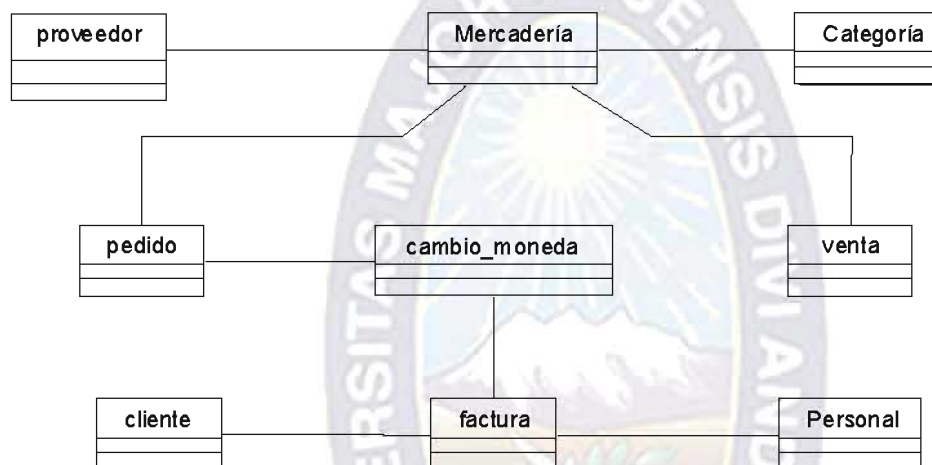 proveedor
Mercadería
Categoría
pedido
cambio_moneda
venta
cliente
factura
Personal